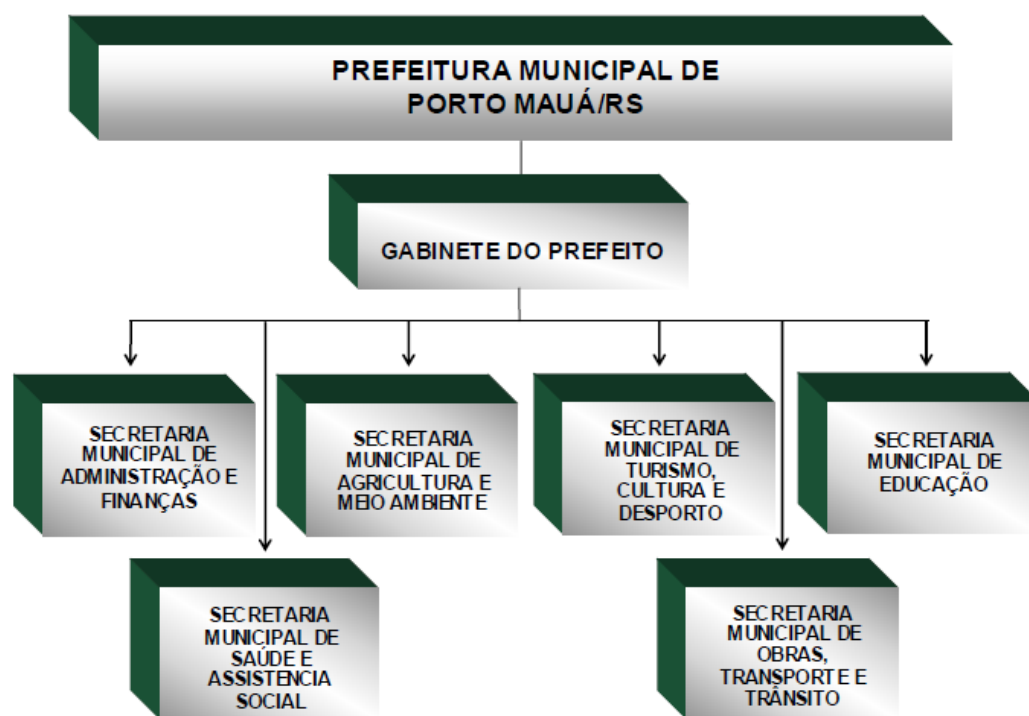 PREFEITURA MUNICIPAL DE
PORTO MAUÁ/RS
GABINETE DO PREFEITO
SECRETARIA
MUNICIPAL DE
ADMINISTRAÇÃO E
FINANÇAS
SECRETARIA
MUNICIPAL DE
AGRICULTURA E
MEIO AMBIENTE
SECRETARIA
MUNICIPAL DE
TURISMO,
CULTURA E
DESPORTO
SECRETARIA
MUNICIPAL DE
EDUCAÇÃO
SECRETARIA
MUNICIPAL DE
SAÚDE E
ASSISTENCIA
SOCIAL
SECRETARIA
MUNICIPAL DE
OBRAS,
TRANSPORTE E
TRÂNSITO